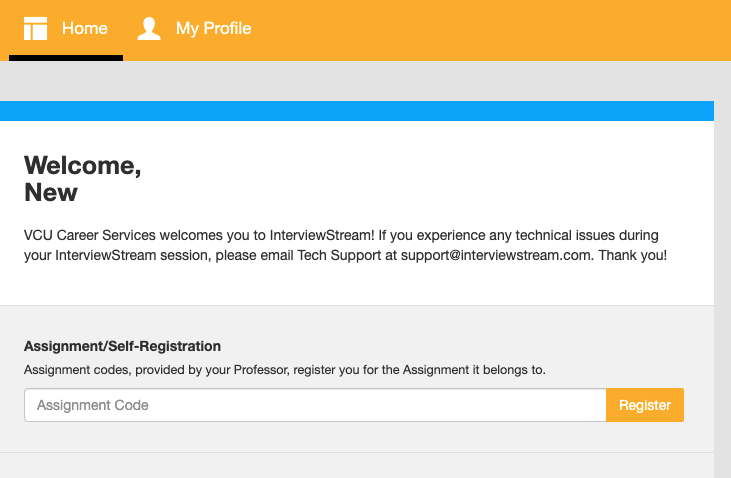 Home
My Profile
Welcome,
New
VCU Career Services welcomes you to InterviewStream! If you experience any technical issues during
your InterviewStream session, please email Tech Support at support@interviewstream.com. Thank you!
Assignment/Self-Registration
Assignment codes, provided by your Professor, register you for the Assignment it belongs to.
Assignment Code
Register